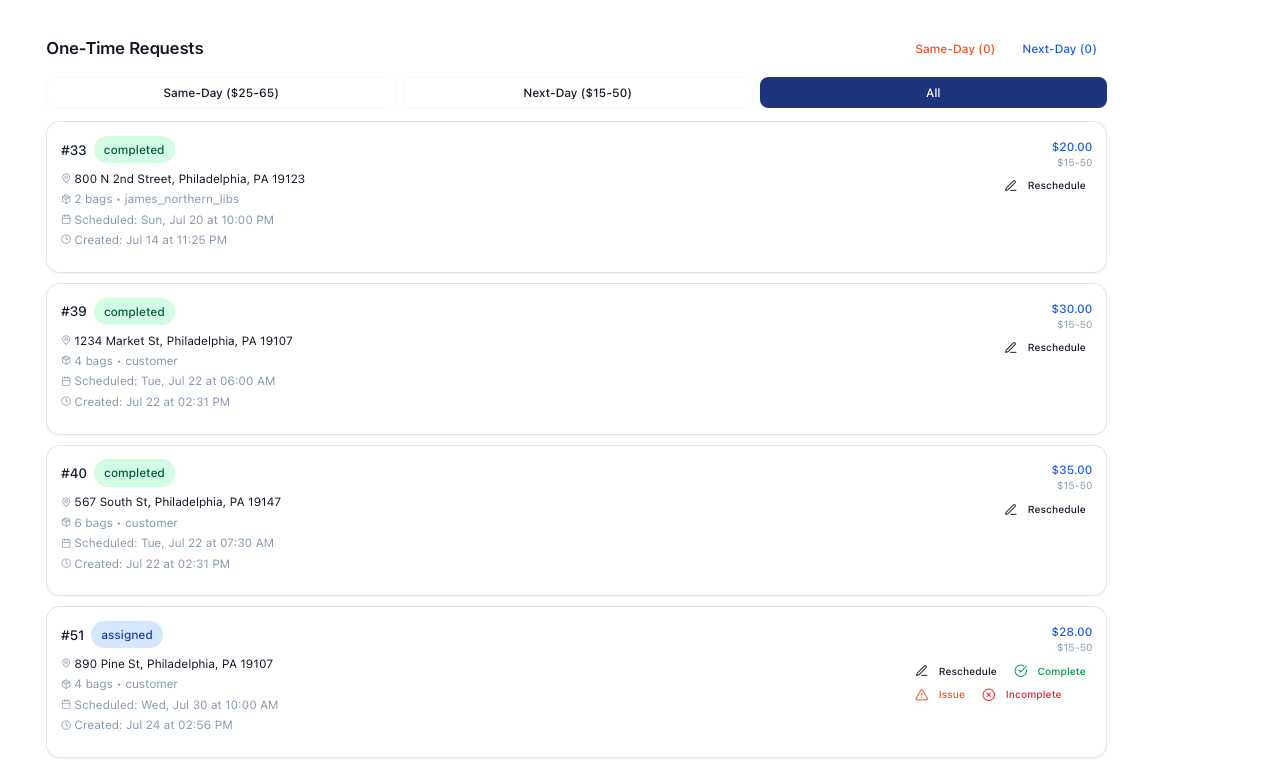 One-Time Requests
Same-Day (0) Next-Day (0)
Same-Day ($25-65) Next-Day ($15-50) All
#33 completed $20.00
$15-50
800 N 2nd Street, Philadelphia, PA 19123
Reschedule
2 bags • james_northern_libs
Scheduled: Sun, Jul 20 at 10:00 PM
Created: Jul 14 at 11:25 PM
#39 completed $30.00
$15-50
1234 Market St, Philadelphia, PA 19107
Reschedule
4 bags • customer
Scheduled: Tue, Jul 22 at 06:00 AM
Created: Jul 22 at 02:31 PM
#40 completed $35.00
$15-50
567 South St, Philadelphia, PA 19147
Reschedule
6 bags • customer
Scheduled: Tue, Jul 22 at 07:30 AM
Created: Jul 22 at 02:31 PM
#51 assigned $28.00
$15-50
890 Pine St, Philadelphia, PA 19107
Reschedule Complete
4 bags • customer
Issue Incomplete
Scheduled: Wed, Jul 30 at 10:00 AM
Created: Jul 24 at 02:56 PM